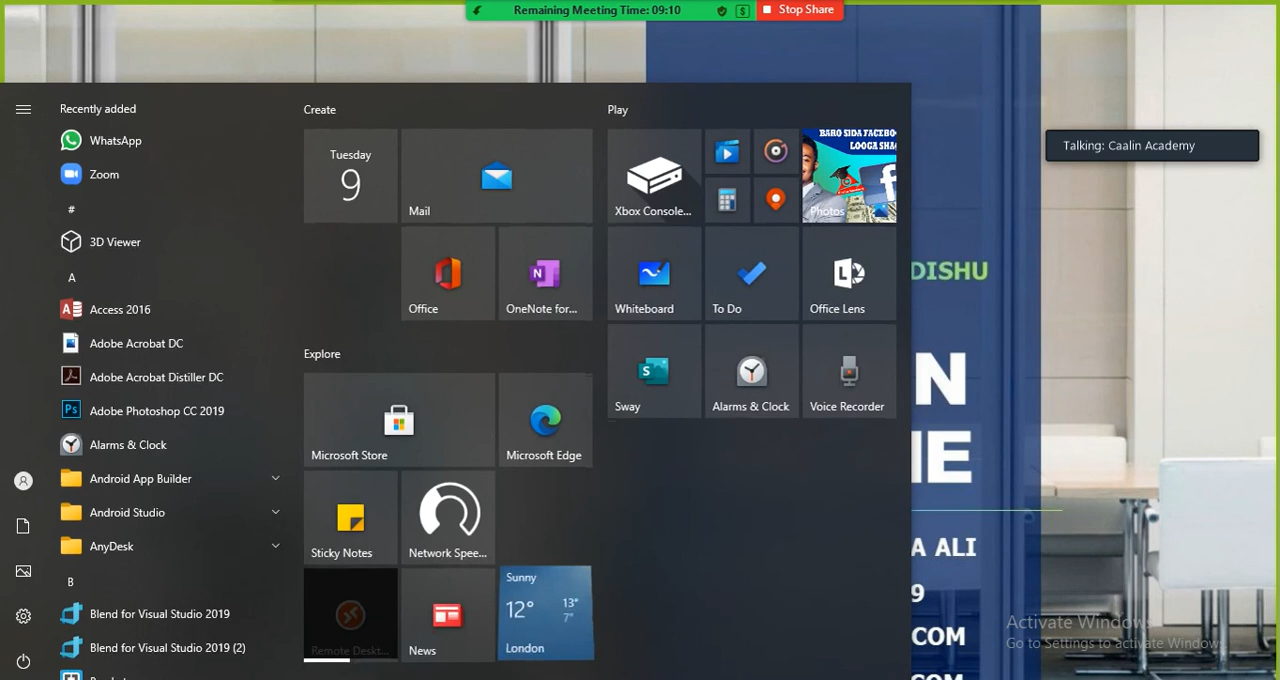 Remaining Meeting Time: 09:10
Stop Share
Talking: Caalin Academy
Recently added
WhatsApp
Zoom
#
3D Viewer
A
Access 2016
Adobe Acrobat DC
Adobe Acrobat Distiller DC
Adobe Photoshop CC 2019
Alarms & Clock
Android App Builder
Android Studio
AnyDesk
B
Blend for Visual Studio 2019
Blend for Visual Studio 2019 (2)
Create
Tuesday
9
Mail
Office
OneNote for...
Explore
Microsoft Store
Microsoft Edge
Sticky Notes
Network Spee...
Remote Deskt...
News
Sunny
12° 13°
7°
London
Play
Xbox Console...
BARO SIDA FACEBO
LOOGA SHA
Photos
Whiteboard
To Do
Office Lens
Sway
Alarms & Clock
Voice Recorder
DISHU
N
IE
A ALI
9
COM
COM
Activate Windows
Go to Settings to activate Windows.